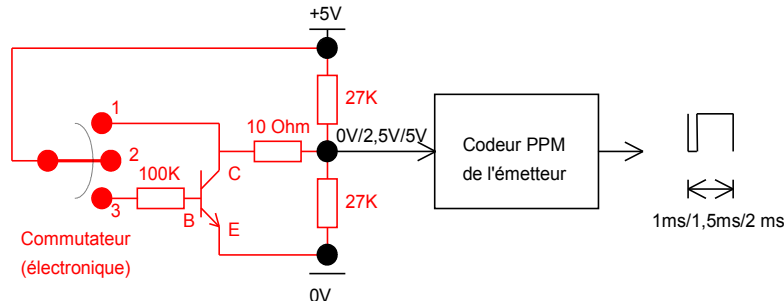 +5V
1
27K
10 Ohm
0V/2,5V/5V
Codeur PPM
de l'émetteur
2
100K
C
3
B
E
27K
1ms/1,5ms/2 ms
Commutateur
(électronique)
0V